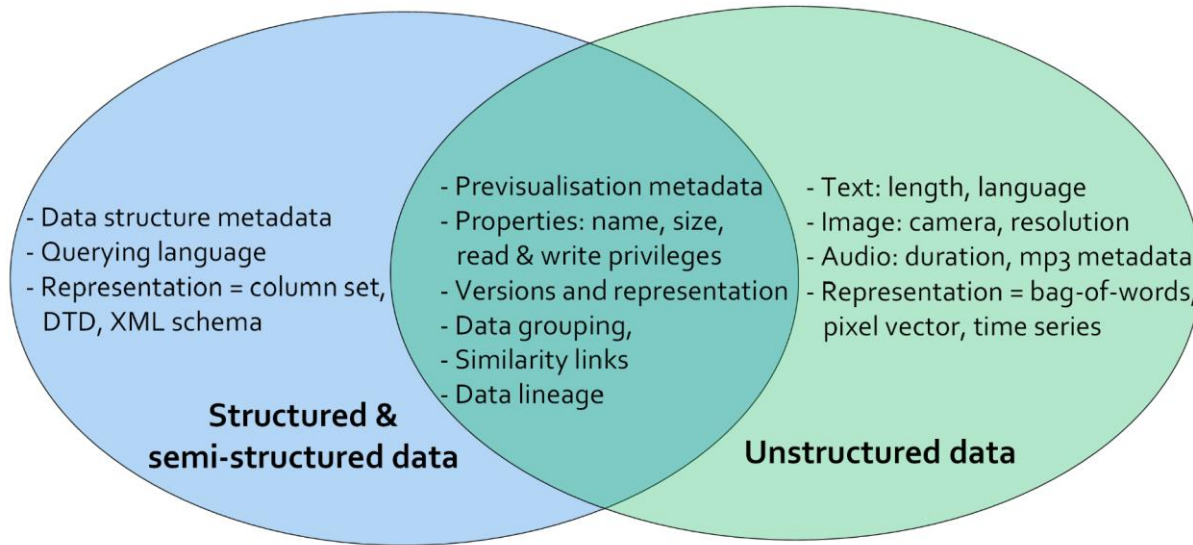 - Data structure metadata
- Querying language
- Representation = column set,
DTD, XML schema
Structured &
semi-structured data
- Previsualisation metadata
- Properties: name, size,
read & write privileges
- Versions and representation
- Data grouping,
- Similarity links
- Data lineage
- Text: length, language
- Image: camera, resolution
- Audio: duration, mp3 metadata
- Representation = bag-of-words,
pixel vector, time series
Unstructured data